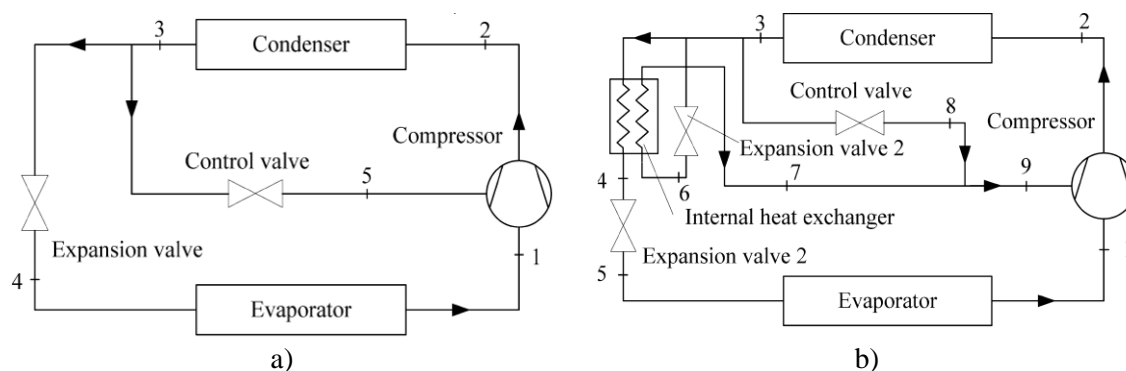 3
Condenser
2
Compressor
Control valve
5
Expansion valve
1
4
Evaporator
a)
3
Condenser
2
Control valve
8
Compressor
Expansion valve 2
4
6
7
9
Internal heat exchanger
Expansion valve 2
5
Evaporator
b)